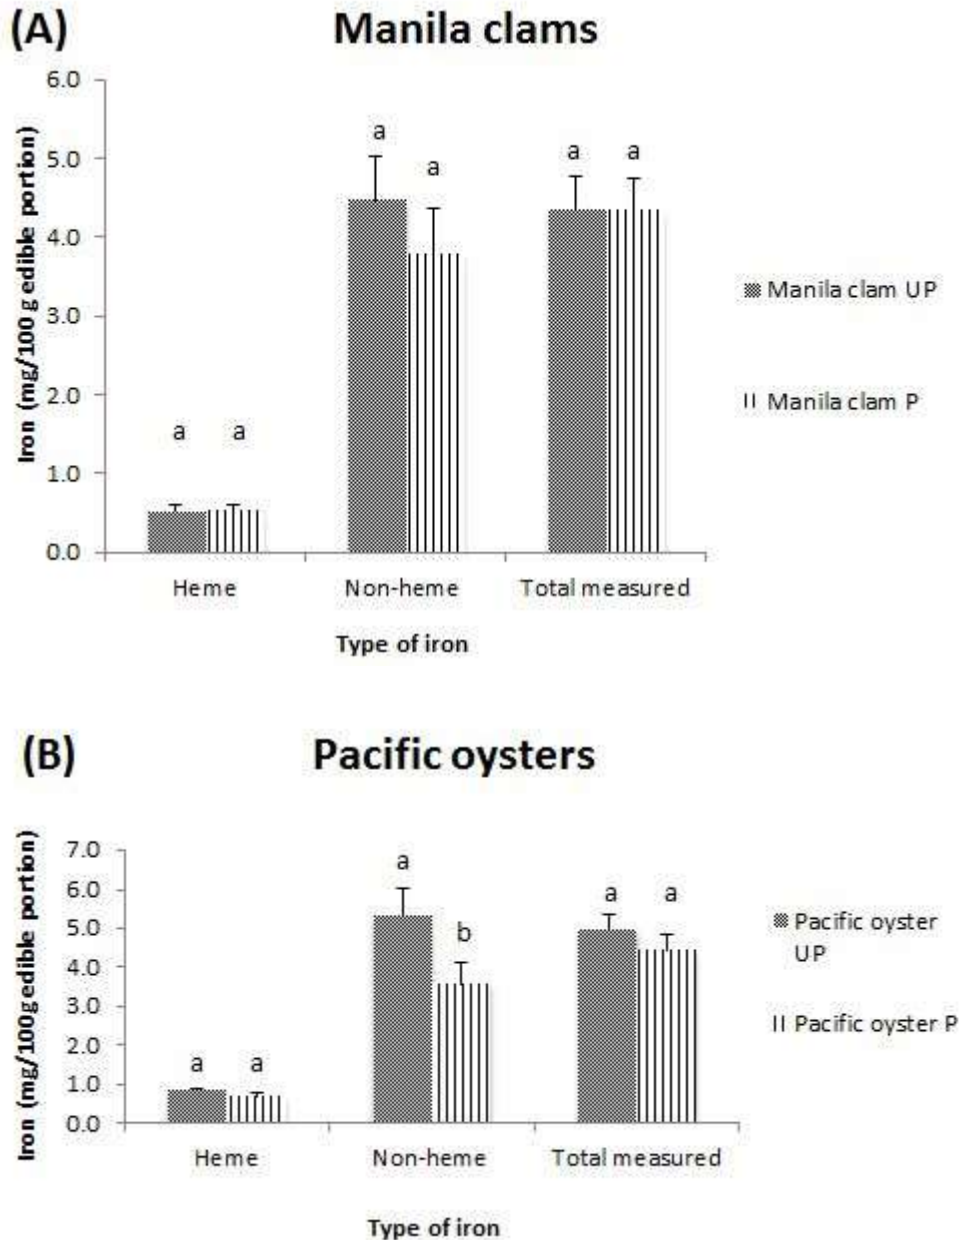 (A) Manila clams
6.0
5.0
4.0
3.0
2.0
1.0
0.0
Iron (mg/100 g edible portion)
a a
a a
a a
Heme Non-heme Total measured
Type of iron
Manila clam UP
Manila clam P
(B) Pacific oysters
7.0
6.0
5.0
4.0
3.0
2.0
1.0
0.0
Iron (mg/100g edible portion)
a a
a b
a a
Heme Non-heme Total measured
Type of iron
Pacific oyster
UP
Pacific oyster P